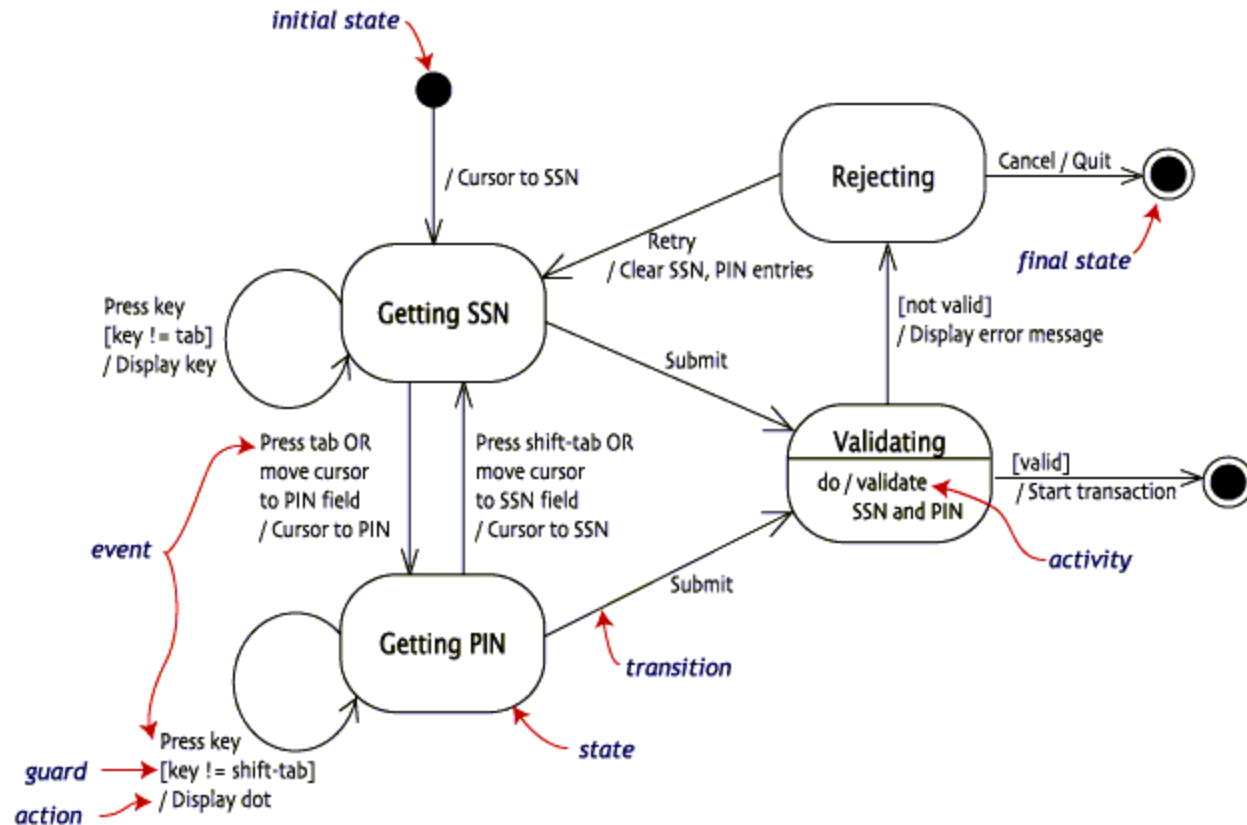 initial state
/ Cursor to SSN
Rejecting
Cancel / Quit
final state
Retry
/ Clear SSN, PIN entries
Getting SSN
Press key
[key != tab]
/ Display key
[not valid]
/ Display error message
Submit
Press tab OR
move cursor
to PIN field
/ Cursor to PIN
Press shift-tab OR
move cursor
to SSN field
/ Cursor to SSN
Validating
do / validate
SSN and PIN
[valid]
/ Start transaction
event
activity
Submit
Getting PIN
transition
state
Press key
[key != shift-tab]
/ Display dot
guard
action